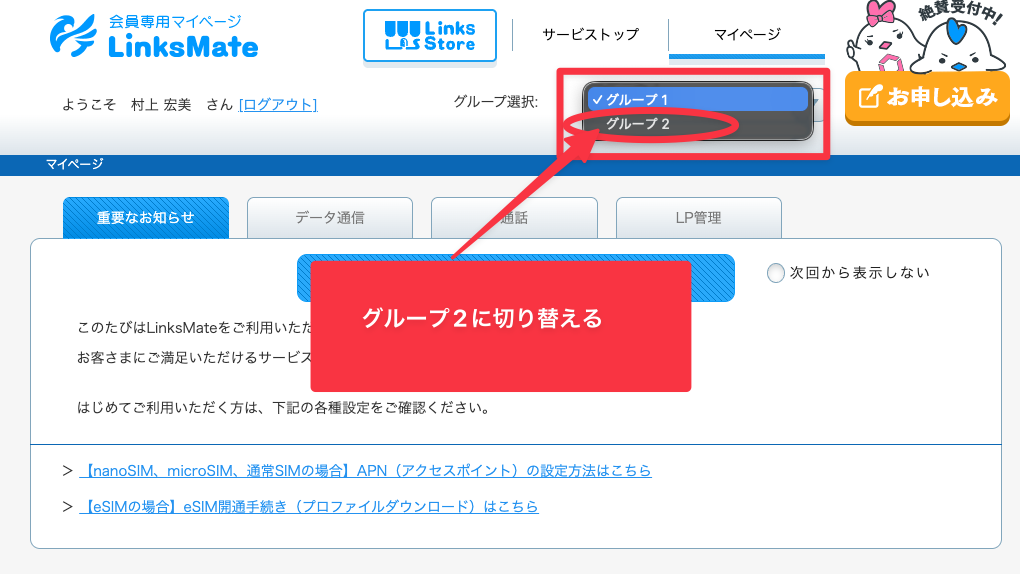 会員専用マイページ
LinksMate
Links
Store
サービストップ
マイページ
絶賛受付中!
お申し込み
ようこそ 村上 宏美 さん [ログアウト]
グループ選択:
✓グループ 1
グループ 2
マイページ
重要なお知らせ
データ通信
通話
LP管理
次回から表示しない
グループ２に切り替える
このたびはLinksMateをご利用いただ
お客さまにご満足いただけるサービス
はじめてご利用いただく方は、下記の各種設定をご確認ください。
> 【nanoSIM、microSIM、通常SIMの場合】APN（アクセスポイント）の設定方法はこちら
> 【eSIMの場合】eSIM開通手続き（プロファイルダウンロード）はこちら